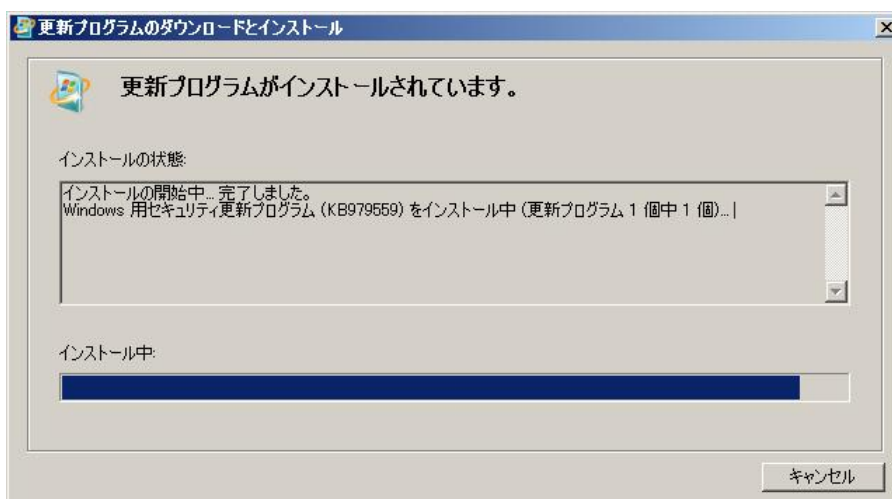 更新プログラムのダウンロードとインストール
更新プログラムがインストールされています。
インストールの状態:
インストールの開始中... 完了しました。
Windows 用セキュリティ更新プログラム (KB979559) をインストール中 (更新プログラム 1 個中 1 個)...
インストール中:
キャンセル